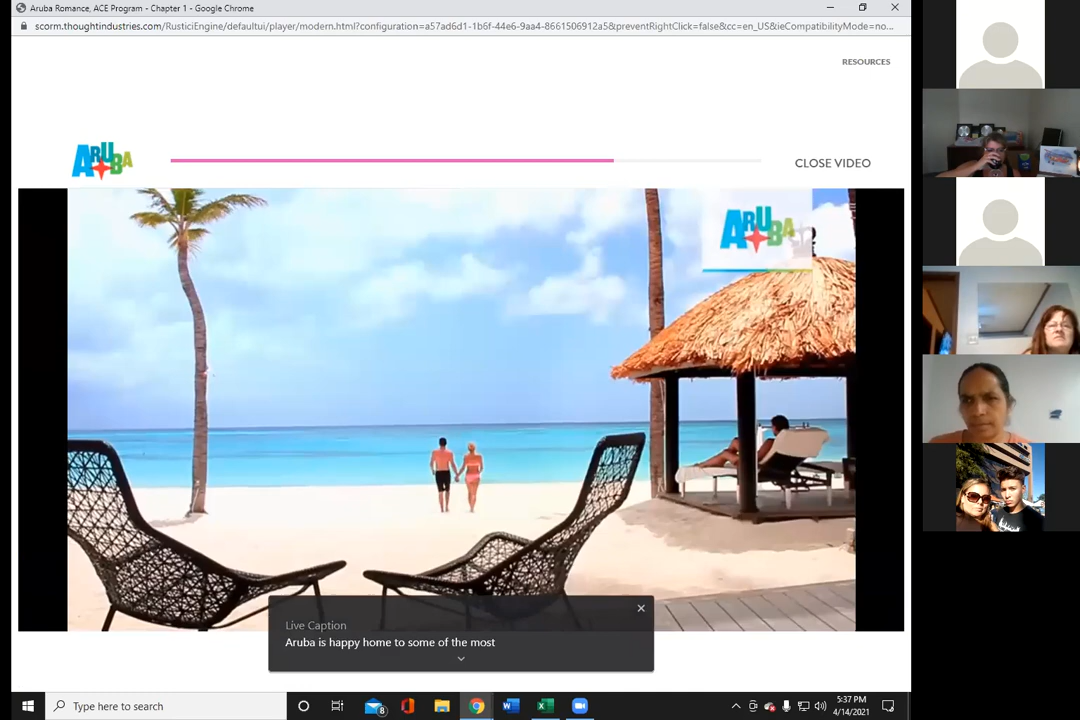 Aruba Romance, ACE Program - Chapter 1 - Google Chrome
scorm.thoughtindustries.com/RusticiEngine/defaultui/player/modern.html?configuration=a57ad6d1-1b6f-44e6-9aa4-8661506912a5&preventRightClick=false&cc=en_US&ieCompatibilityMode=no...
RESOURCES
ARUBA
CLOSE VIDEO
ARUBA
Live Caption
Aruba is happy home to some of the most
Type here to search
8
5:37 PM
4/14/2021